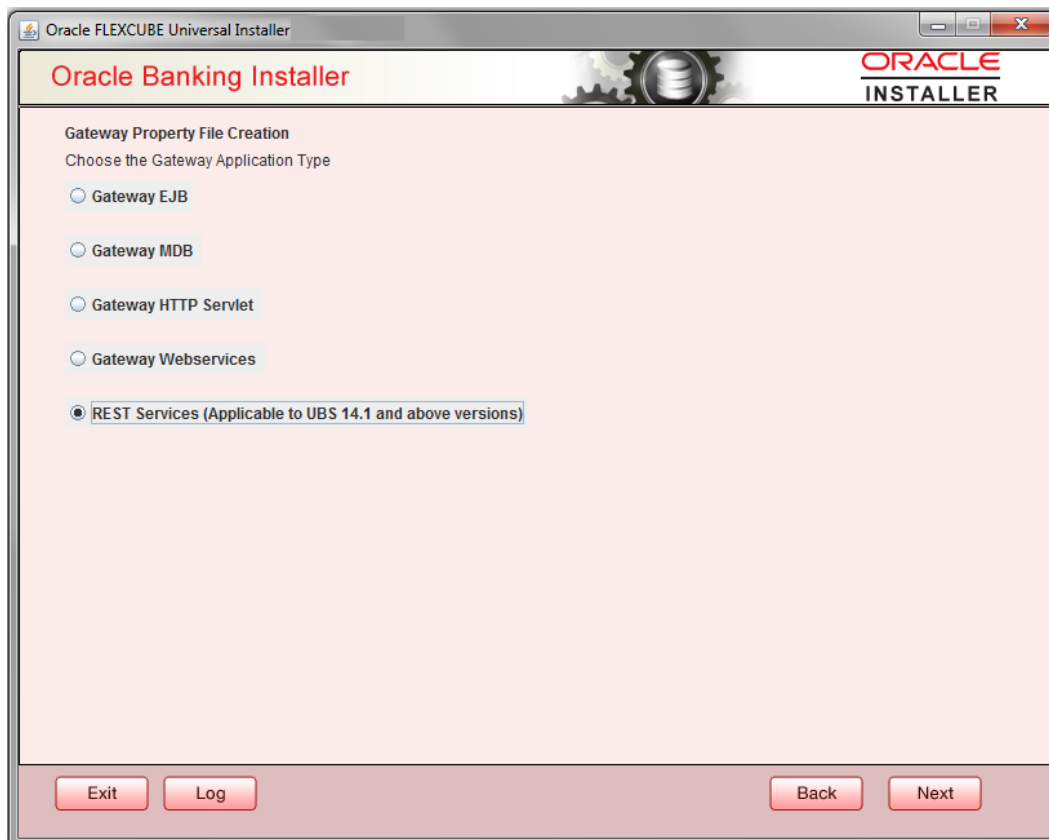 Oracle FLEXCUBE Universal Installer
Oracle Banking Installer
ORACLE
INSTALLER
Gateway Property File Creation
Choose the Gateway Application Type
Gateway EJB
Gateway MDB
Gateway HTTP Servlet
Gateway Webservices
REST Services (Applicable to UBS 14.1 and above versions)
Exit
Log
Back
Next